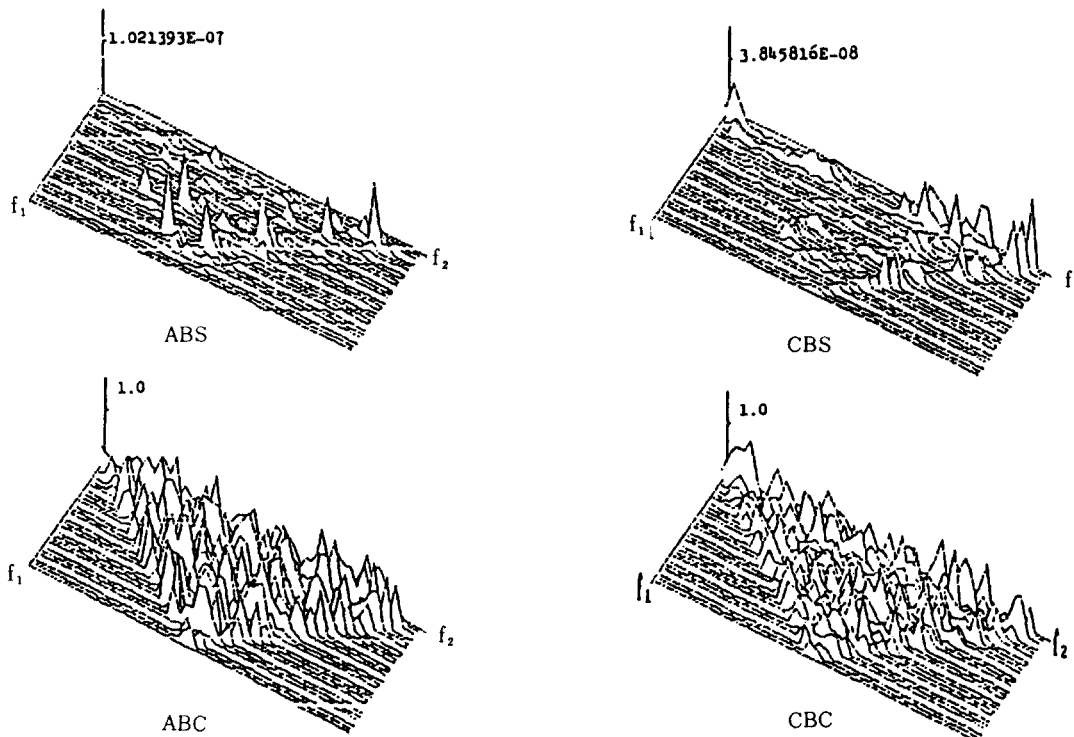 1.021393E-07
3.845816E-08
f₁
f₂
f₁
f
ABS
CBS
1.0
1.0
f₁
f₂
f₁
f₂
ABC
CBC